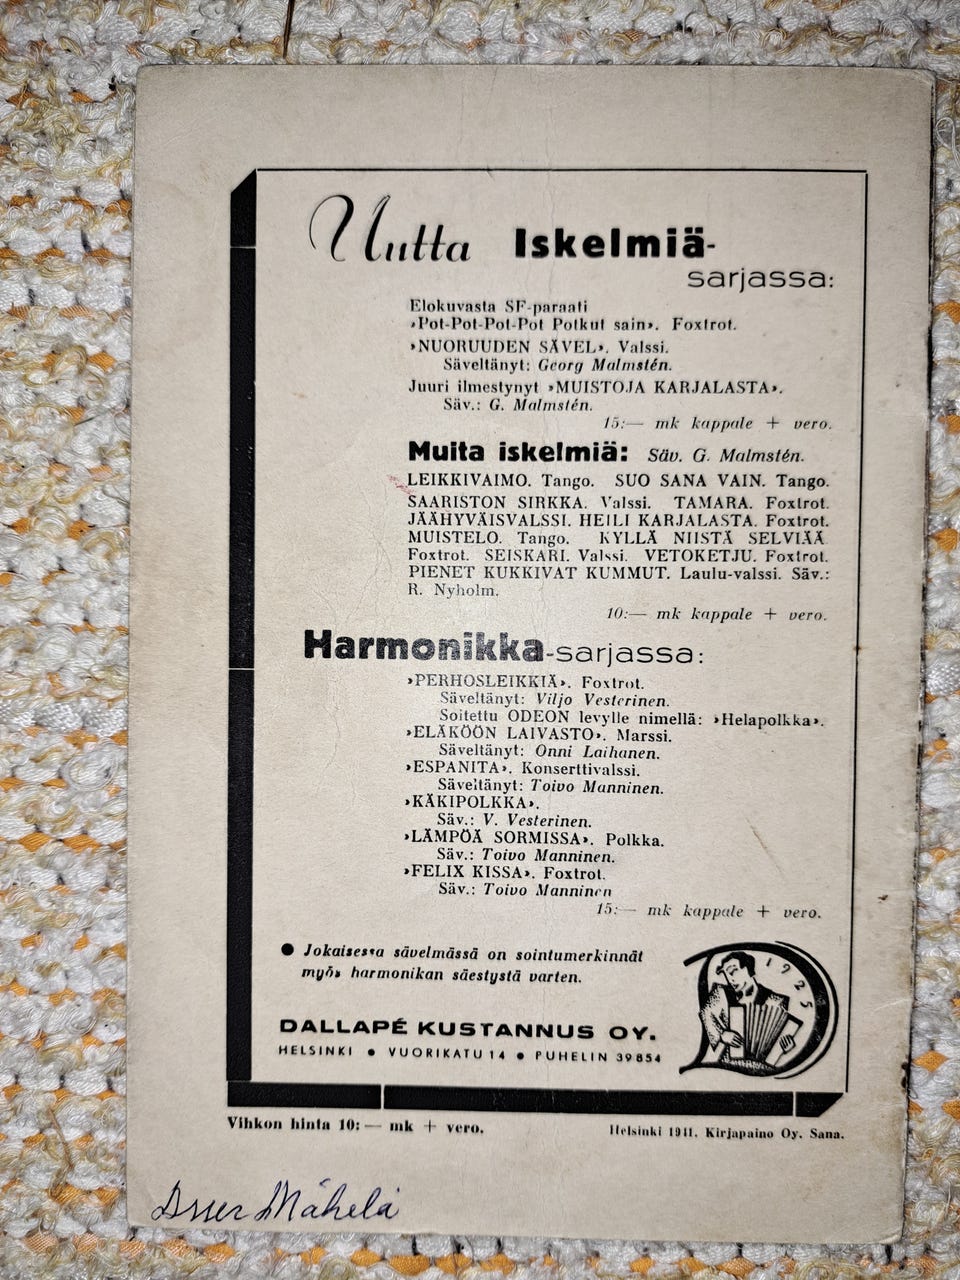 Uutta Iskelmiä-
sarjassa:
Elokuvasta SF-paraati
»Pot-Pot-Pot-Pot Potkut sain». Foxtrot.
»NUORUUDEN SÄVEL». Valssi.
Säveltänyt: Georg Malmstén.
Juuri ilmestynyt »MUISTOJA KARJALASTA».
Säv.: G. Malmstén.
15:— mk kappale + vero.
Muita iskelmiä: Säv. G. Malmstén.
LEIKKIVAIMO. Tango. SUO SANA VAIN. Tango.
SAARISTON SIRKKA. Valssi. TAMARA. Foxtrot.
JÄÄHYVÄISVALSSI. HEILI KARJALASTA. Foxtrot.
MUISTELO. Tango. KYLLÄ NIISTÄ SELVIÄÄ
Foxtrot. SEISKARI. Valssi. VETOKETJU. Foxtrot.
PIENET KUKKIVAT KUMMUT. Laulu-valssi. Säv.:
R. Nyholm.
10:— mk kappale + vero.
Harmonikka-sarjassa:
»PERHOSLEIKKIÄ». Foxtrot.
Säveltänyt: Viljo Vesterinen.
Soitettu ODEON levylle nimellä: »Helapolkka».
»ELÄKÖÖN LAIVASTO». Marssi.
Säveltänyt: Onni Laihanen.
»ESPANITA». Konserttivalssi.
Säveltänyt: Toivo Manninen.
»KÄKIPOLKKA».
Säv.: V. Vesterinen.
»LÄMPÖÄ SORMISSA». Polkka.
Säv.: Toivo Manninen.
»FELIX KISSA». Foxtrot.
Säv.: Toivo Manninen
15:— mk kappale + vero.
● Jokaisessa sävelmässä on sointumerkinnät
myös harmonikan säestystä varten.
D 1925
DALLAPÉ KUSTANNUS OY.
HELSINKI ● VUORIKATU 14 ● PUHELIN 39854
Vihkon hinta 10:— mk + vero.
Helsinki 1941. Kirjapaino Oy. Sana.
Mähelä